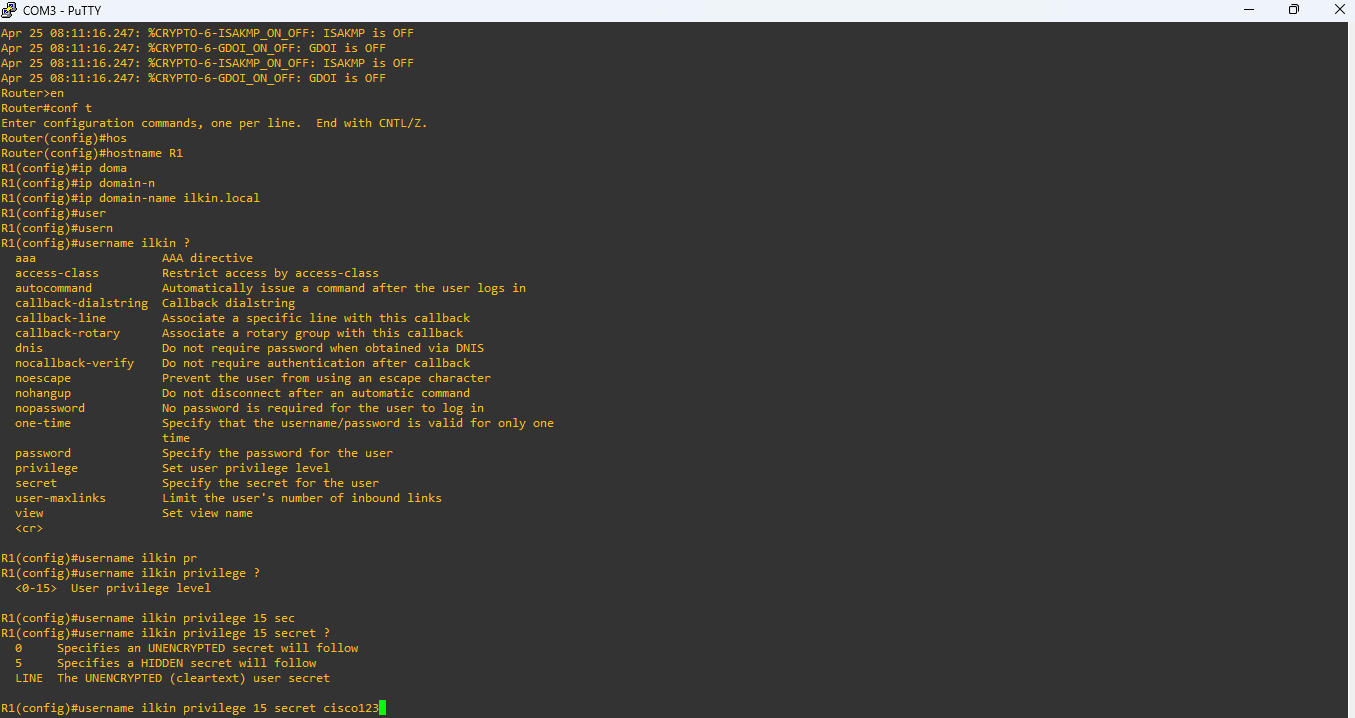 COM3 - PuTTY
Apr 25 08:11:16.247: %CRYPTO-6-ISAKMP_ON_OFF: ISAKMP is OFF
Apr 25 08:11:16.247: %CRYPTO-6-GDOI_ON_OFF: GDOI is OFF
Apr 25 08:11:16.247: %CRYPTO-6-ISAKMP_ON_OFF: ISAKMP is OFF
Apr 25 08:11:16.247: %CRYPTO-6-GDOI_ON_OFF: GDOI is OFF
Router>en
Router#conf t
Enter configuration commands, one per line.  End with CNTL/Z.
Router(config)#hos
Router(config)#hostname R1
R1(config)#ip doma
R1(config)#ip domain-n
R1(config)#ip domain-name ilkin.local
R1(config)#user
R1(config)#usern
R1(config)#username ilkin ?
  aaa                  AAA directive
  access-class         Restrict access by access-class
  autocommand          Automatically issue a command after the user logs in
  callback-dialstring  Callback dialstring
  callback-line        Associate a specific line with this callback
  callback-rotary      Associate a rotary group with this callback
  dnis                 Do not require password when obtained via DNIS
  nocallback-verify    Do not require authentication after callback
  noescape             Prevent the user from using an escape character
  nohangup             Do not disconnect after an automatic command
  nopassword           No password is required for the user to log in
  one-time             Specify that the username/password is valid for only one
                       time
  password             Specify the password for the user
  privilege            Set user privilege level
  secret               Specify the secret for the user
  user-maxlinks        Limit the user's number of inbound links
  view                 Set view name
  <cr>
R1(config)#username ilkin pr
R1(config)#username ilkin privilege ?
  <0-15>  User privilege level
R1(config)#username ilkin privilege 15 sec
R1(config)#username ilkin privilege 15 secret ?
  0     Specifies an UNENCRYPTED secret will follow
  5     Specifies a HIDDEN secret will follow
  LINE  The UNENCRYPTED (cleartext) user secret
R1(config)#username ilkin privilege 15 secret cisco123